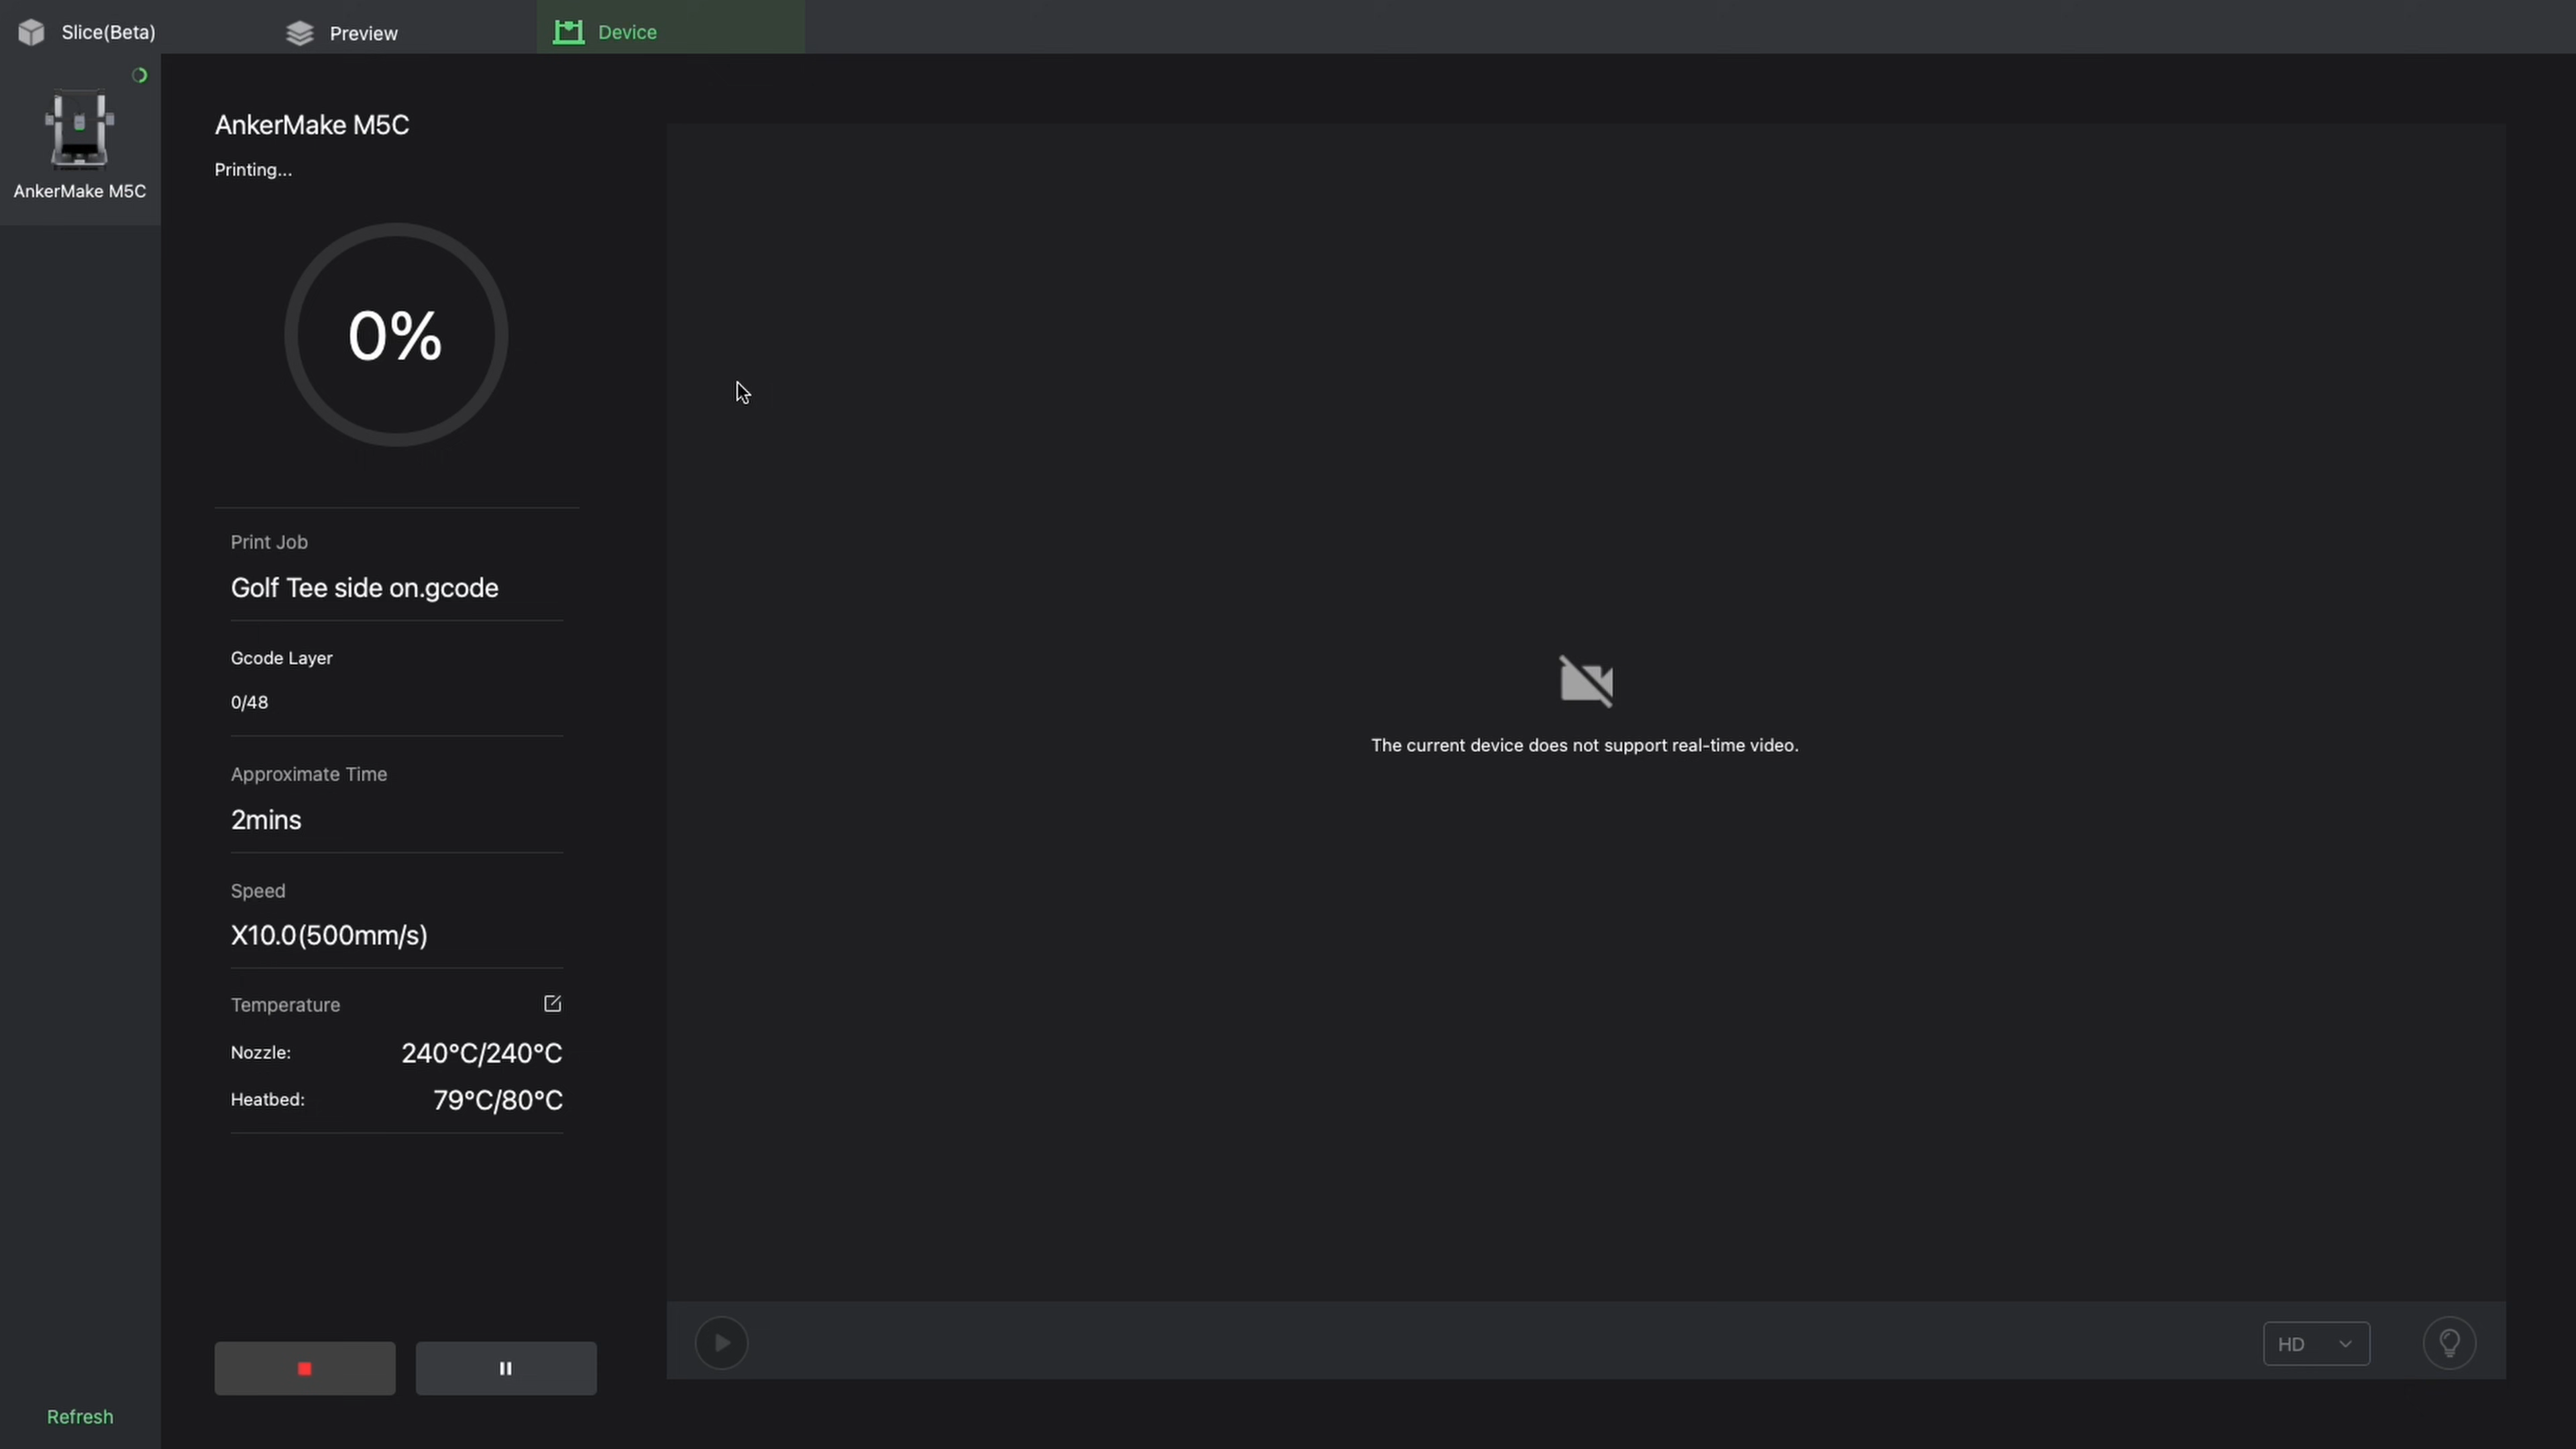 Slice(Beta)
Preview
Device
AnkerMake M5C
AnkerMake M5C
Printing...
0%
Print Job
Golf Tee side on.gcode
Gcode Layer
0/48
Approximate Time
2mins
Speed
X10.0(500mm/s)
Temperature
Nozzle: 240°C/240°C
Heatbed: 79°C/80°C
The current device does not support real-time video.
HD
Refresh